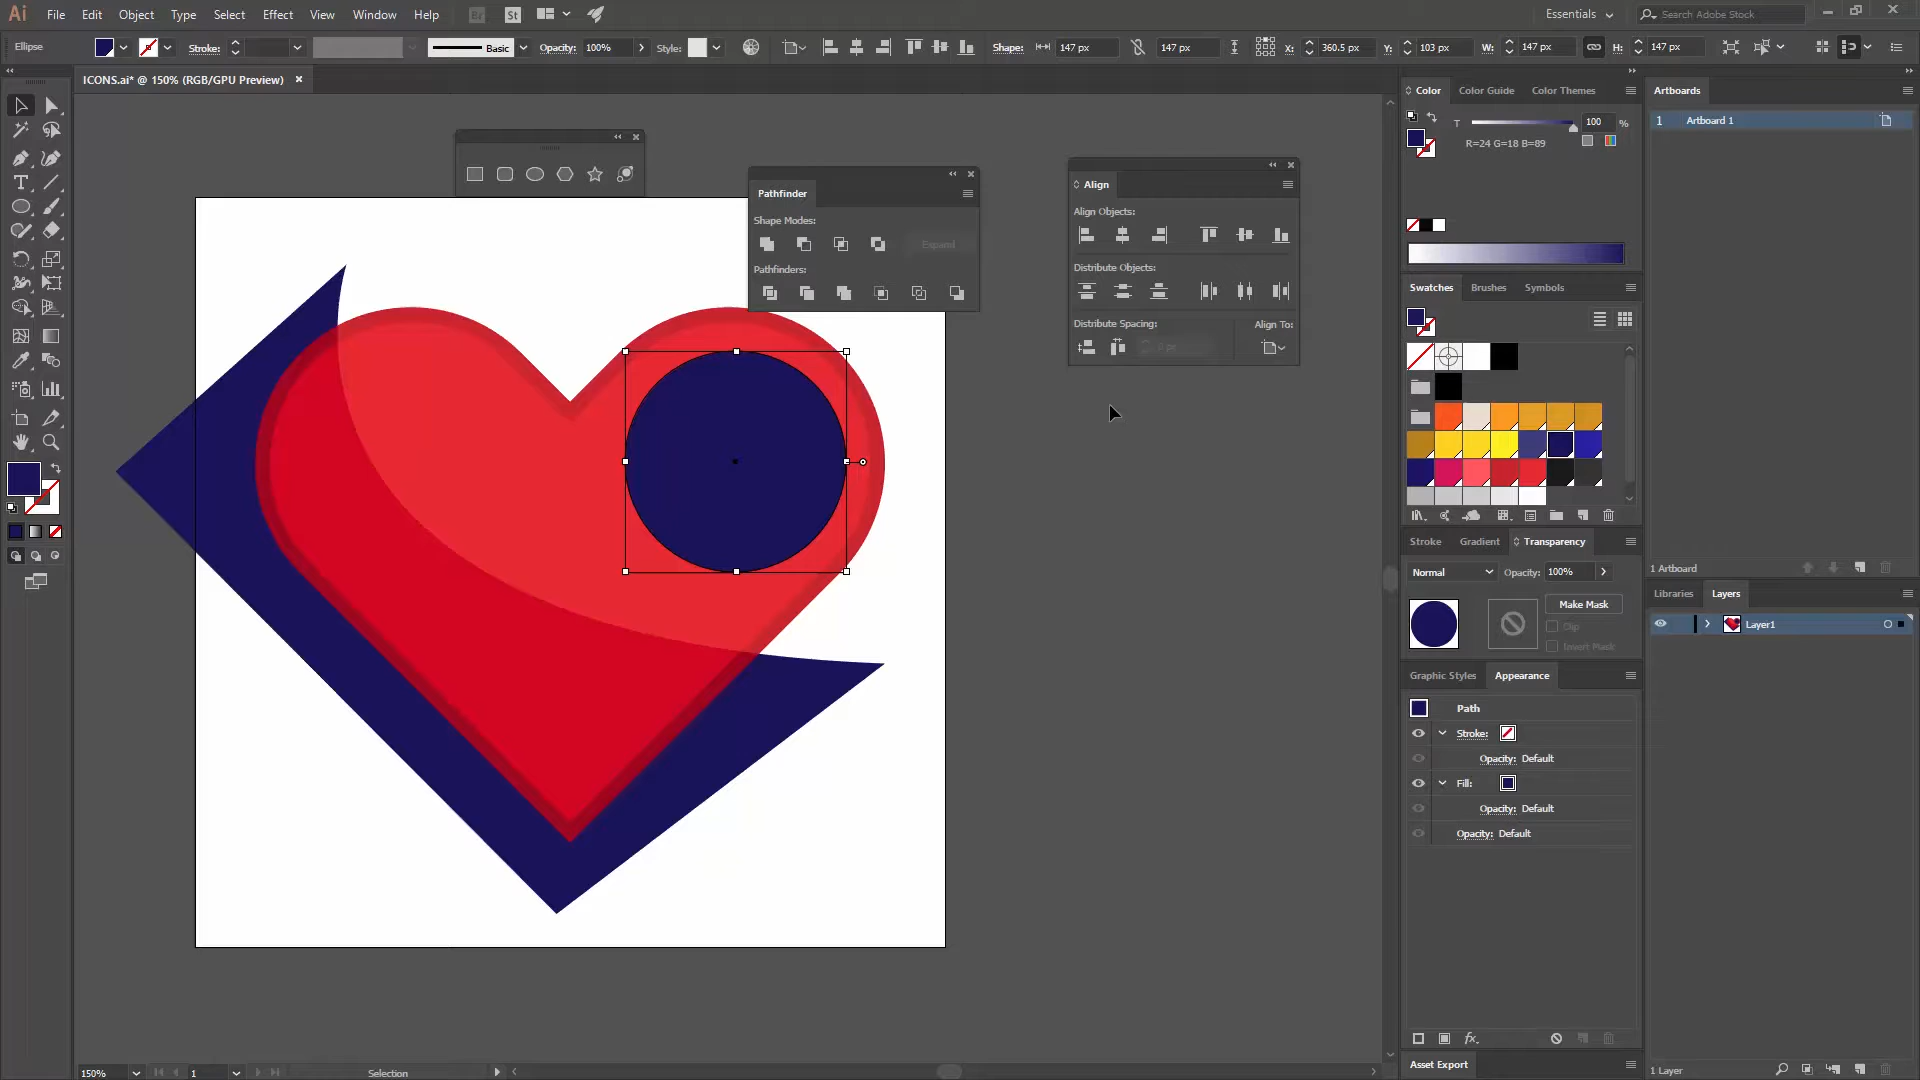 Ai File Edit Object Type Select Effect View Window Help Br St Essentials Search Adobe Stock
Ellipse Stroke: Basic Opacity: 100% Style: Shape: 147 px 147 px X: 360.5 px Y: 103 px W: 147 px H: 147 px
ICONS.ai* @ 150% (RGB/GPU Preview)
Color Color Guide Color Themes
T 100 %
R=24 G=18 B=89
Artboards
1 Artboard 1
Pathfinder
Shape Modes:
Expand
Pathfinders:
Align
Align Objects:
Distribute Objects:
Distribute Spacing: Align To:
0 px
Swatches Brushes Symbols
Stroke Gradient Transparency
Normal Opacity: 100%
Make Mask
Clip
Invert Mask
Graphic Styles Appearance
Path
Stroke:
Opacity: Default
Fill:
Opacity: Default
Opacity: Default
Asset Export
1 Artboard
Libraries Layers
Layer1
1 Layer
150% 1 Selection